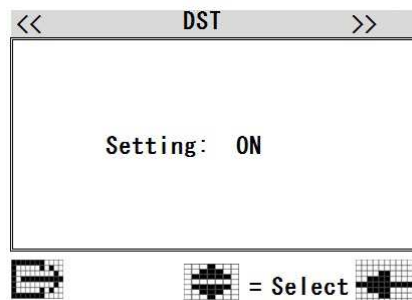 << DST >>
Setting: ON
= Select